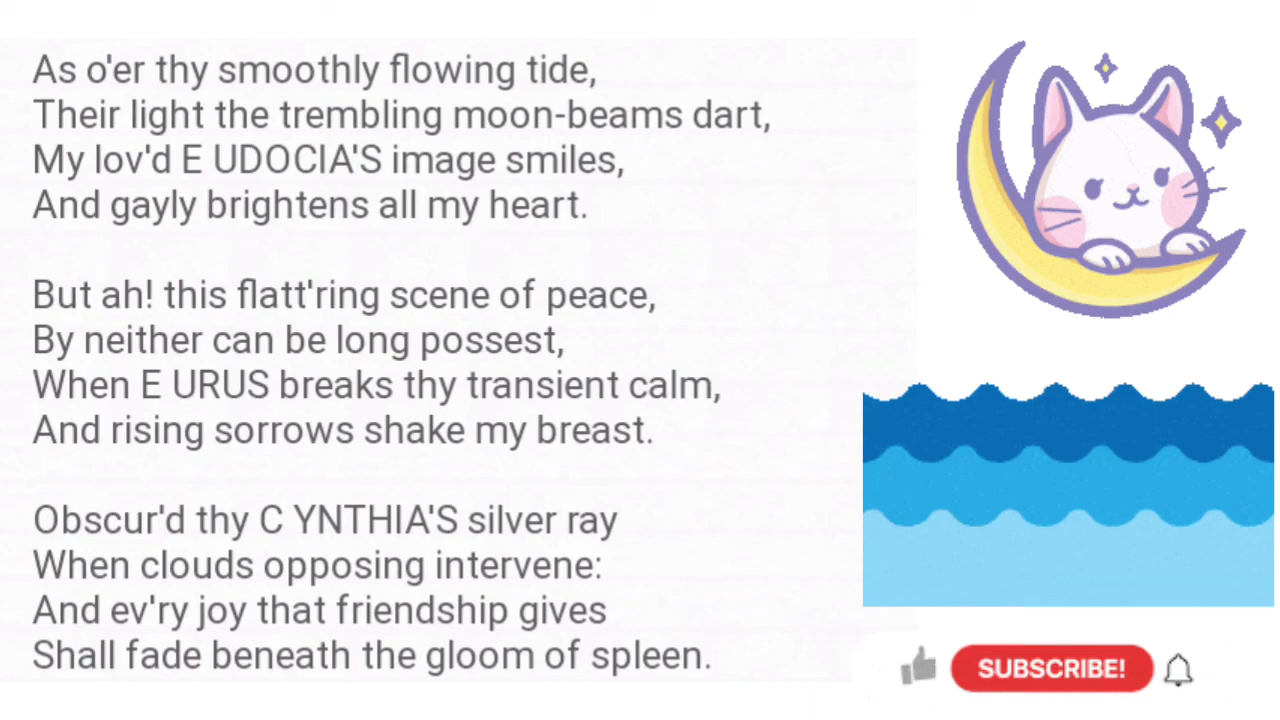 As o'er thy smoothly flowing tide,
Their light the trembling moon-beams dart,
My lov'd E UDOCIA'S image smiles,
And gayly brightens all my heart.
But ah! this flatt'ring scene of peace,
By neither can be long possest,
When E URUS breaks thy transient calm,
And rising sorrows shake my breast.
Obscur'd thy C YNTHIA'S silver ray
When clouds opposing intervene:
And ev'ry joy that friendship gives
Shall fade beneath the gloom of spleen.
SUBSCRIBE!